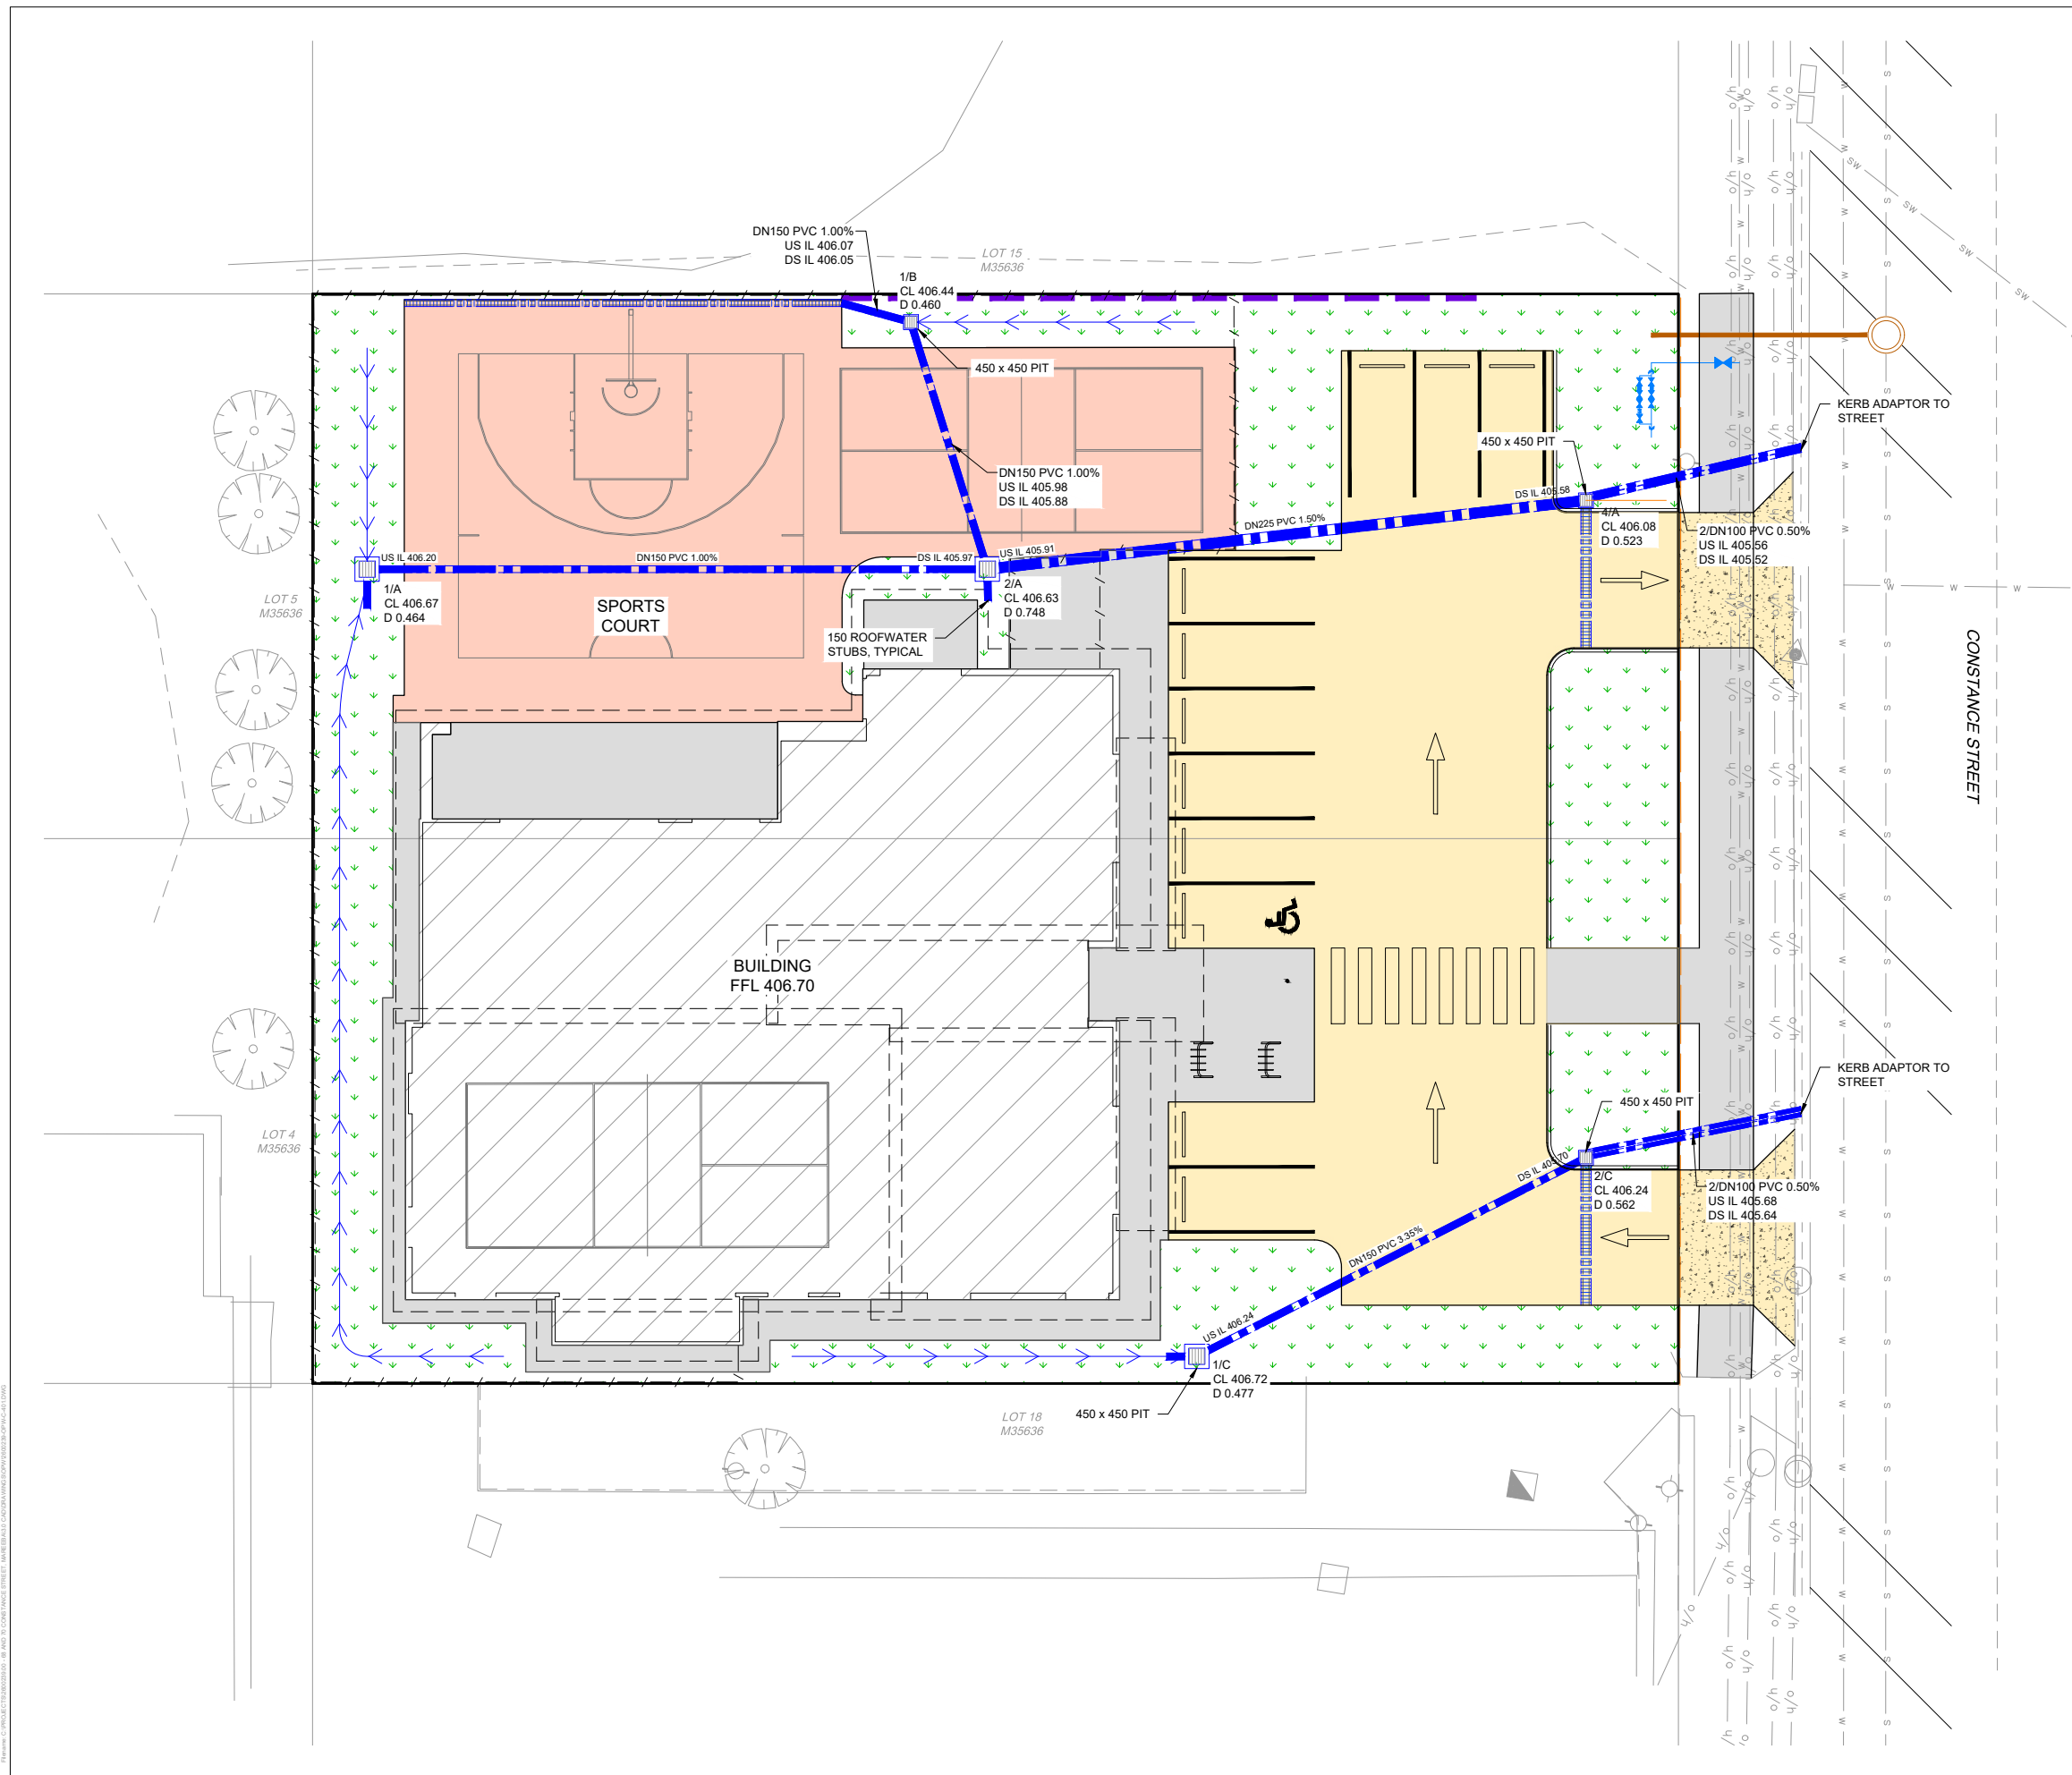 DN150 PVC 1.00%
US IL 406.07
DS IL 406.05
LOT 15
M35636
1/B
CL 406.44
D 0.460
450 x 450 PIT
KERB ADAPTOR TO
STREET
450 x 450 PIT
DN150 PVC 1.00%
US IL 405.98
DS IL 405.88
DS IL 405.58
DN225 PVC 1.50%
4/A
CL 406.08
D 0.523
2/DN100 PVC 0.50%
US IL 405.56
DS IL 405.52
US IL 406.20
DN150 PVC 1.00%
DS IL 405.97
US IL 405.91
1/A
CL 406.67
D 0.464
2/A
CL 406.63
D 0.748
LOT 5
M35636
SPORTS
COURT
150 ROOFWATER
STUBS, TYPICAL
CONSTANCE STREET
BUILDING
FFL 406.70
KERB ADAPTOR TO
STREET
450 x 450 PIT
LOT 4
M35636
DS IL 405.70
2/C
CL 406.24
D 0.562
2/DN100 PVC 0.50%
US IL 405.68
DS IL 405.64
DN150 PVC 3.35%
US IL 406.24
1/C
CL 406.72
D 0.477
450 x 450 PIT
LOT 18
M35636